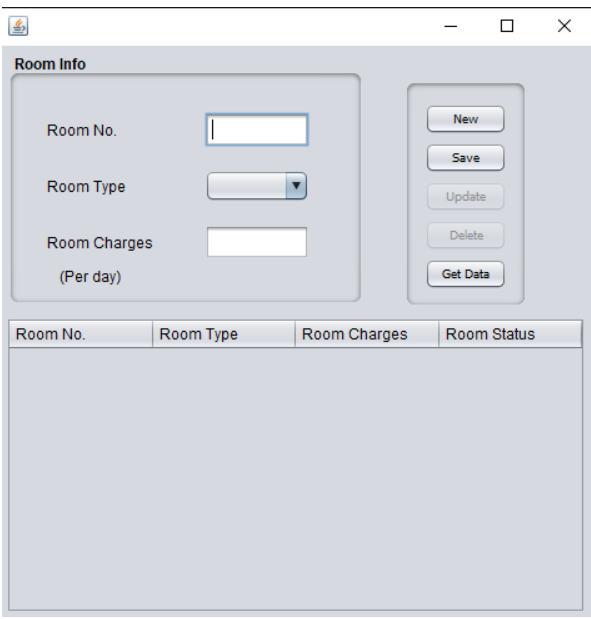 Room Info
Room No.
Room Type
Room Charges
(Per day)
New
Save
Update
Delete
Get Data
Room No. Room Type Room Charges Room Status